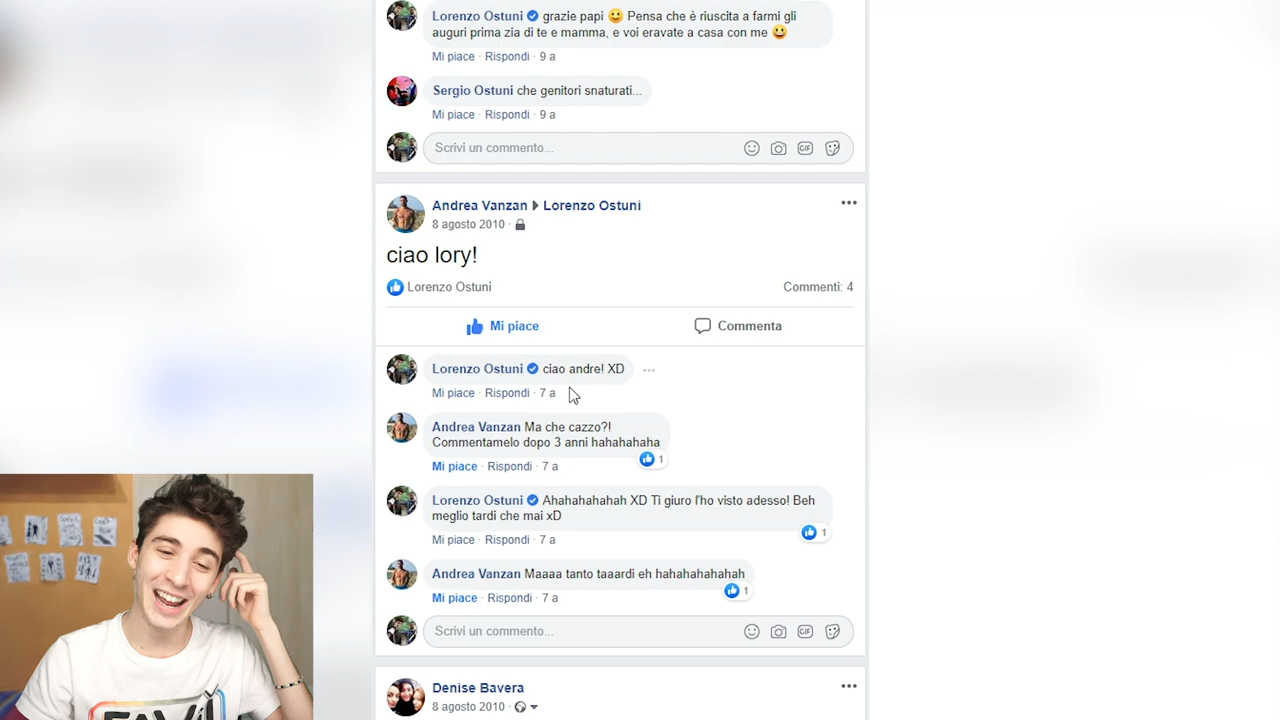 Lorenzo Ostuni grazie papi 🙂 Pensa che è riuscita a farmi gli
auguri prima zia di te e mamma, e voi eravate a casa con me 😀
Mi piace · Rispondi · 9 a
Sergio Ostuni che genitori snaturati...
Mi piace · Rispondi · 9 a
Scrivi un commento...
GIF
Andrea Vanzan ▶ Lorenzo Ostuni
8 agosto 2010 ·
ciao lory!
Lorenzo Ostuni
Commenti: 4
Mi piace
Commenta
Lorenzo Ostuni ciao andre! XD
Mi piace · Rispondi · 7 a
Andrea Vanzan Ma che cazzo?!
Commentamelo dopo 3 anni hahahahaha
1
Mi piace · Rispondi · 7 a
Lorenzo Ostuni Ahahahahahah XD Ti giuro l'ho visto adesso! Beh
meglio tardi che mai xD
1
Mi piace · Rispondi · 7 a
Andrea Vanzan Maaaa tanto taaardi eh hahahahahahah
1
Mi piace · Rispondi · 7 a
Scrivi un commento...
GIF
Denise Bavera
8 agosto 2010 ·